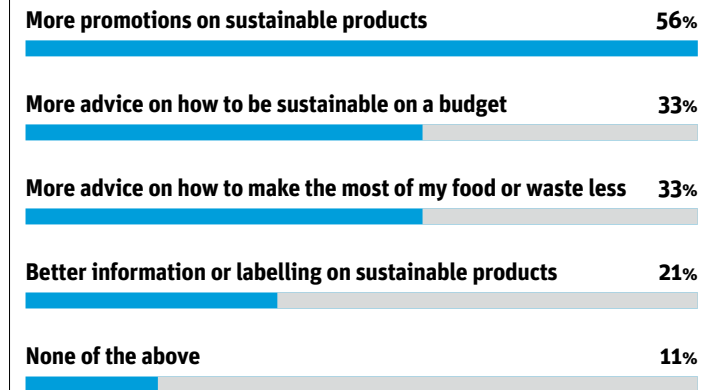 More promotions on sustainable products 56%
More advice on how to be sustainable on a budget 33%
More advice on how to make the most of my food or waste less 33%
Better information or labelling on sustainable products 21%
None of the above 11%